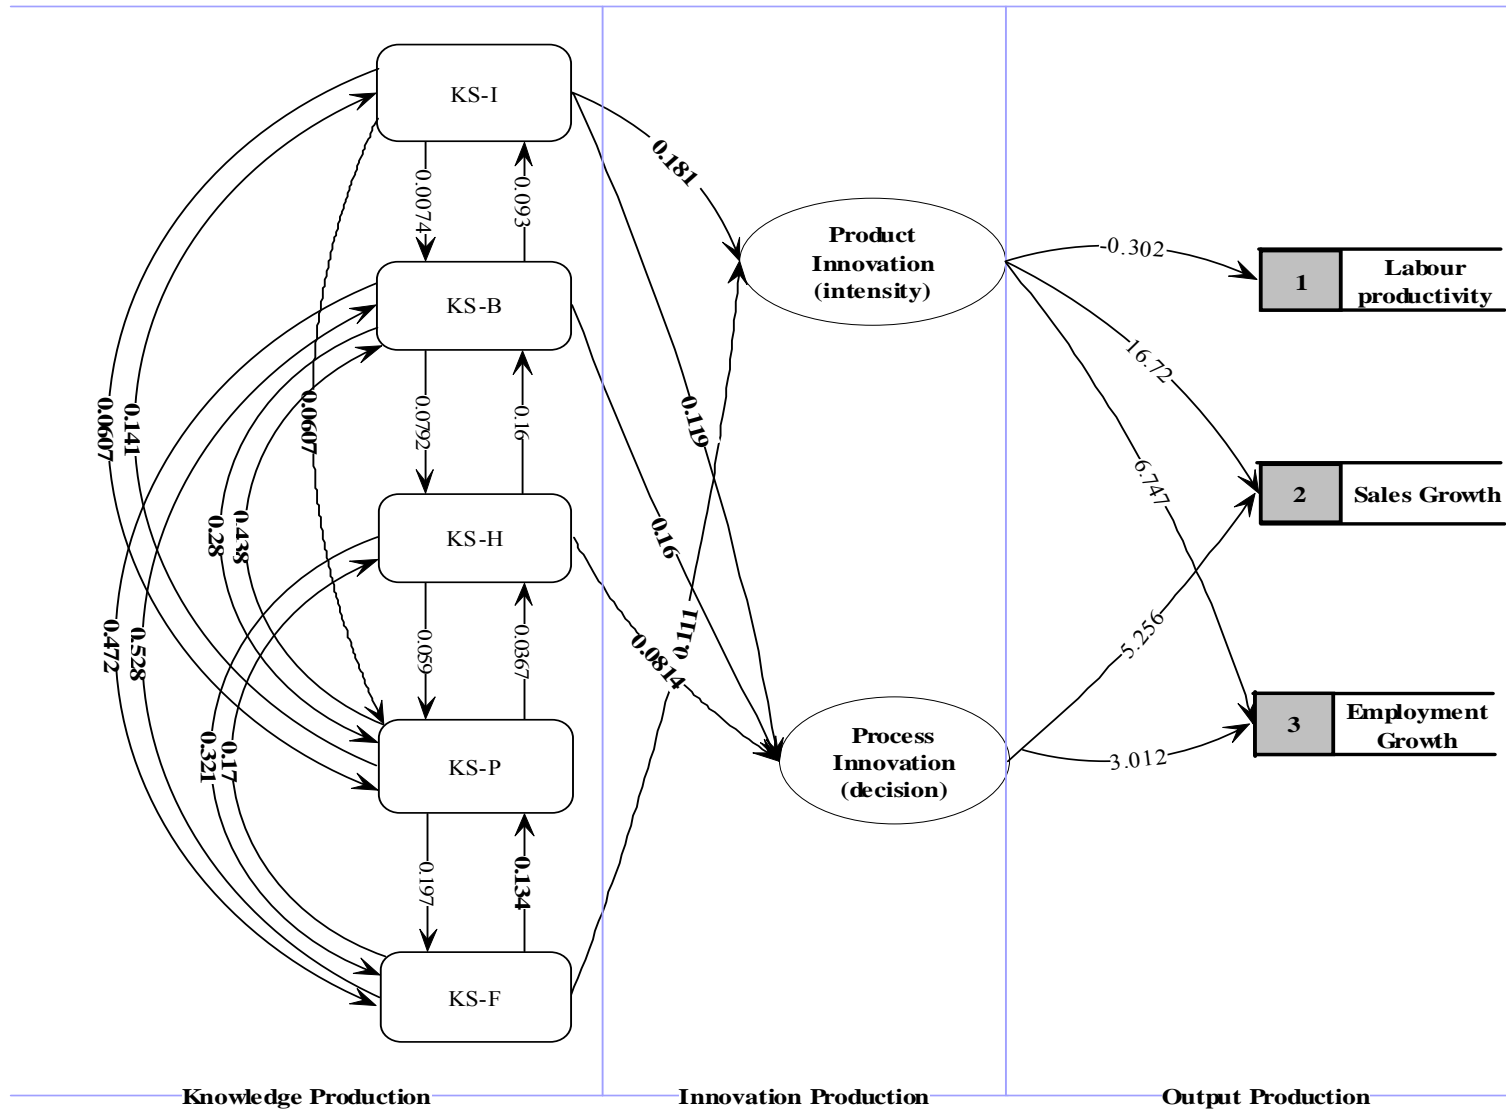 KS-I
0.181
0.0074
0.093
Product
Innovation
(intensity)
-0.302
1
Labour
productivity
KS-B
16.72
0.0607
0.141
0.0607
0.0792
0.16
0.119
6.747
2
Sales Growth
0.28
0.438
KS-H
0.16
0.472
0.528
0.059
0.0367
0.0814
0.111
5.256
0.321
0.17
KS-P
Process
Innovation
(decision)
3.012
3
Employment
Growth
0.197
0.134
KS-F
Knowledge Production
Innovation Production
Output Production